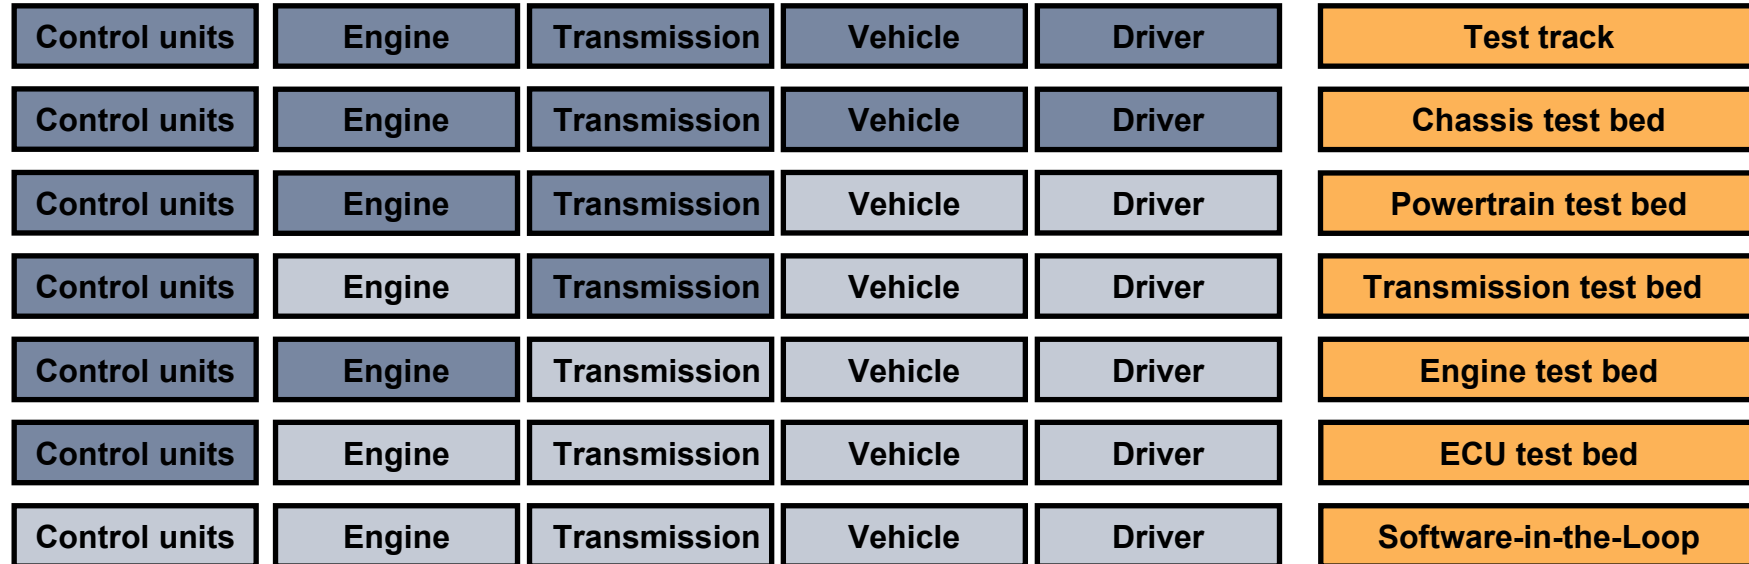 Control units Engine Transmission Vehicle Driver Test track
Control units Engine Transmission Vehicle Driver Chassis test bed
Control units Engine Transmission Vehicle Driver Powertrain test bed
Control units Engine Transmission Vehicle Driver Transmission test bed
Control units Engine Transmission Vehicle Driver Engine test bed
Control units Engine Transmission Vehicle Driver ECU test bed
Control units Engine Transmission Vehicle Driver Software-in-the-Loop